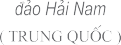 đảo Hải Nam
( TRUNG QUỐC )